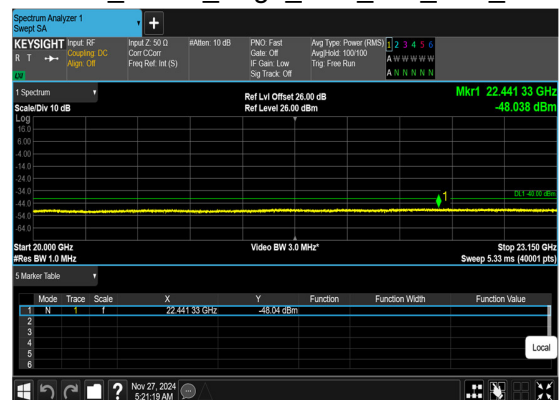 Spectrum Analyzer 1
Swept SA
+
KEYSIGHT Input: RF Input Z: 50 Ω #Atten: 10 dB PNO: Fast Avg Type: Power (RMS) 1 2 3 4 5 6
R T Coupling: DC Corr CCorr Gate: Off Avg|Hold: 100/100 A W W W W W
Align: Off Freq Ref: Int (S) IF Gain: Low Trig: Free Run
LXI Sig Track: Off A N N N N N
1 Spectrum Ref Lvl Offset 26.00 dB Mkr1 22.441 33 GHz
Scale/Div 10 dB Ref Level 26.00 dBm -48.038 dBm
Log
16.0
6.00
-4.00
-14.0
-24.0
-34.0
1 DL1 -40.00 dBm
-44.0
-54.0
-64.0
Start 20.000 GHz Video BW 3.0 MHz* Stop 23.150 GHz
#Res BW 1.0 MHz Sweep 5.33 ms (40001 pts)
5 Marker Table
Mode Trace Scale X Y Function Function Width Function Value
1 N 1 f 22.441 33 GHz -48.04 dBm
2
3
4
5
6
Local
? Nov 27, 2024
5:21:19 AM